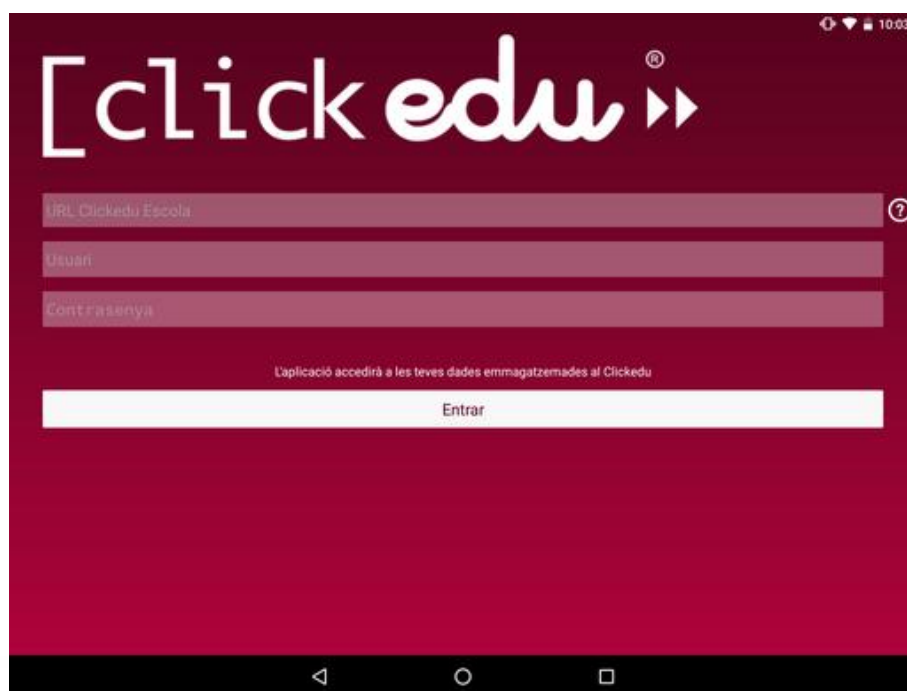 10:03
[click edu ®
URL Clickedu Escola
?
Usuari
Contrasenya
L'aplicació accedirà a les teves dades emmagatzemades al Clickedu
Entrar